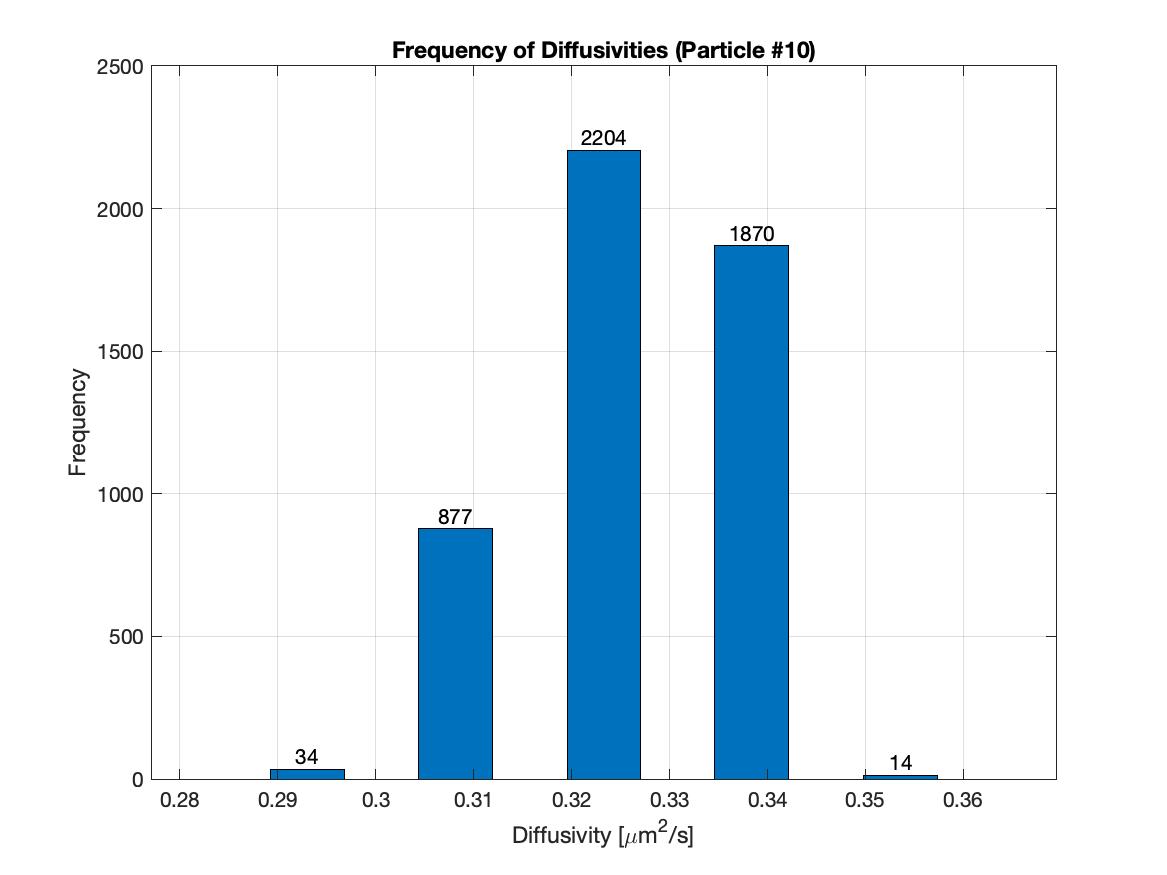 Frequency of Diffusivities (Particle #10)
2500
2000
1500
1000
500
0
Frequency
34
877
2204
1870
14
0.28 0.29 0.3 0.31 0.32 0.33 0.34 0.35 0.36
Diffusivity [μm²/s]